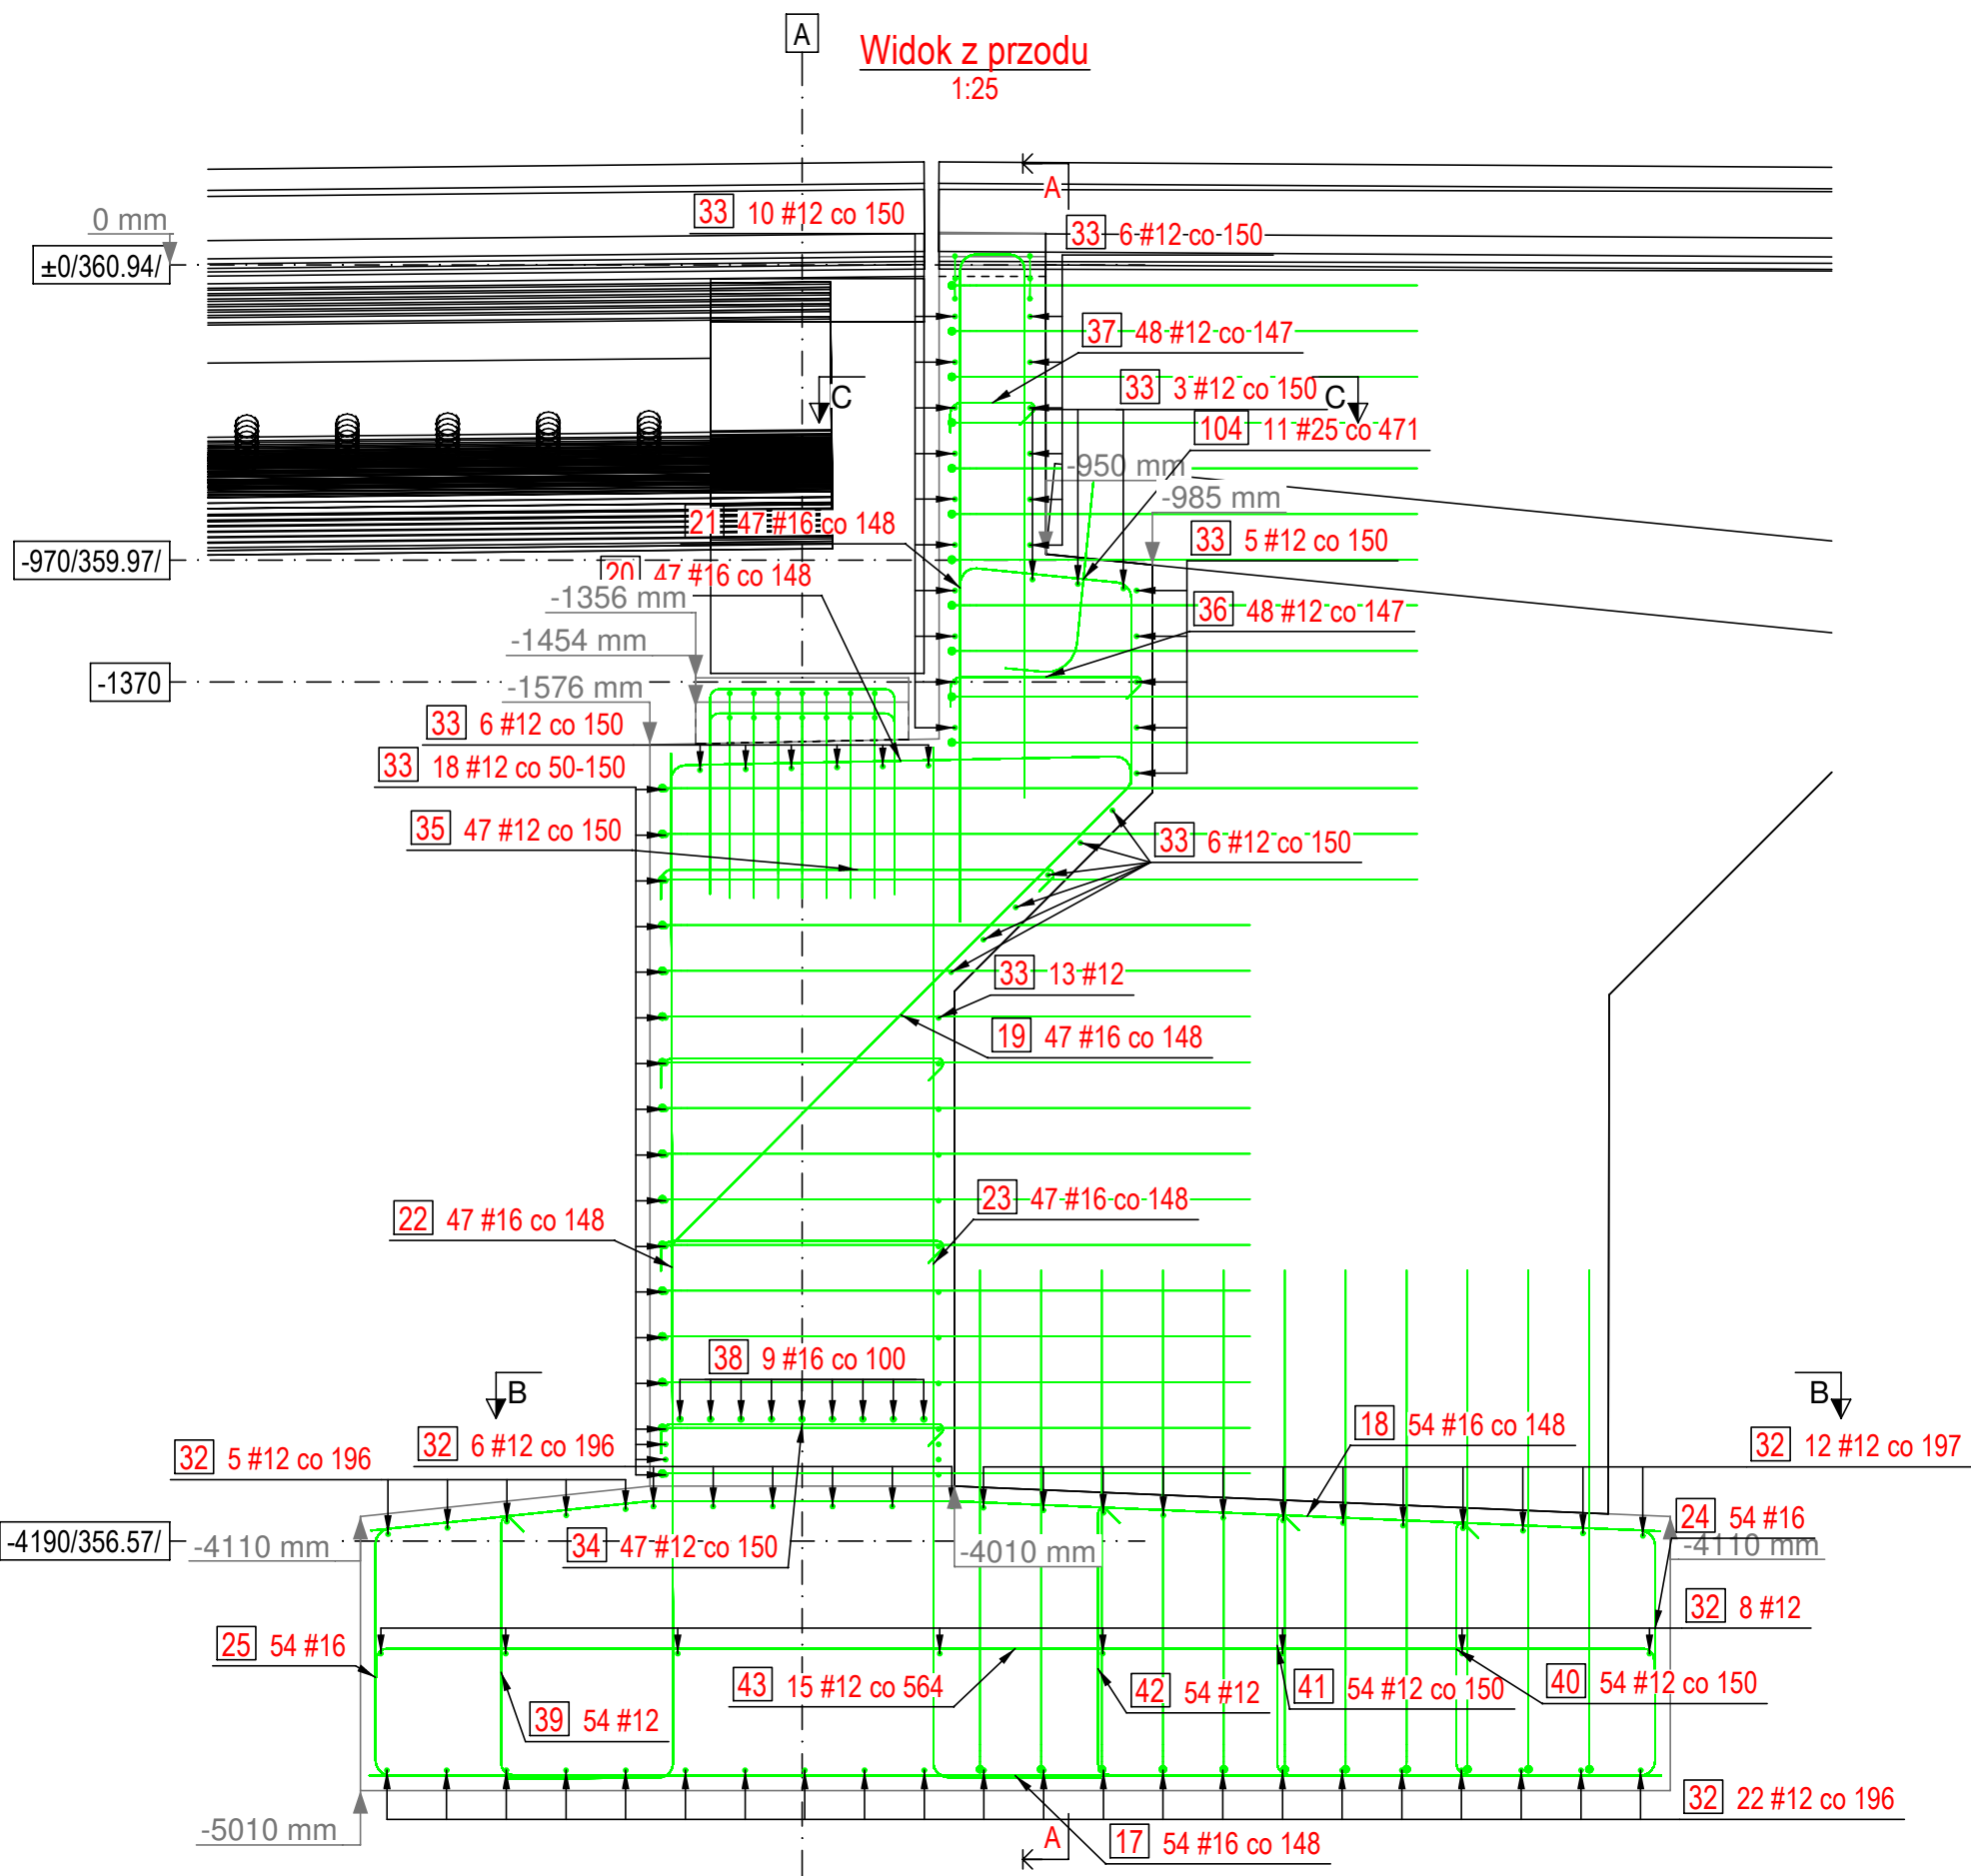 A
Widok z przodu
1:25
A
33 10 #12 co 150
0 mm
33 6 #12 co 150
±0/360.94/
37 48 #12 co 147
33 3 #12 co 150
C
C
104 11 #25 co 471
-950 mm
-985 mm
21 47 #16 co 148
33 5 #12 co 150
-970/359.97/
20 47 #16 co 148
-1356 mm
36 48 #12 co 147
-1454 mm
-1370
-1576 mm
33 6 #12 co 150
33 18 #12 co 50-150
35 47 #12 co 150
33 6 #12 co 150
33 13 #12
19 47 #16 co 148
23 47 #16 co 148
22 47 #16 co 148
38 9 #16 co 100
B
B
18 54 #16 co 148
32 5 #12 co 196
32 6 #12 co 196
32 12 #12 co 197
24 54 #16
-4190/356.57/
-4110 mm
34 47 #12 co 150
-4010 mm
-4110 mm
32 8 #12
25 54 #16
43 15 #12 co 564
42 54 #12
41 54 #12 co 150
40 54 #12 co 150
39 54 #12
32 22 #12 co 196
-5010 mm
A
17 54 #16 co 148